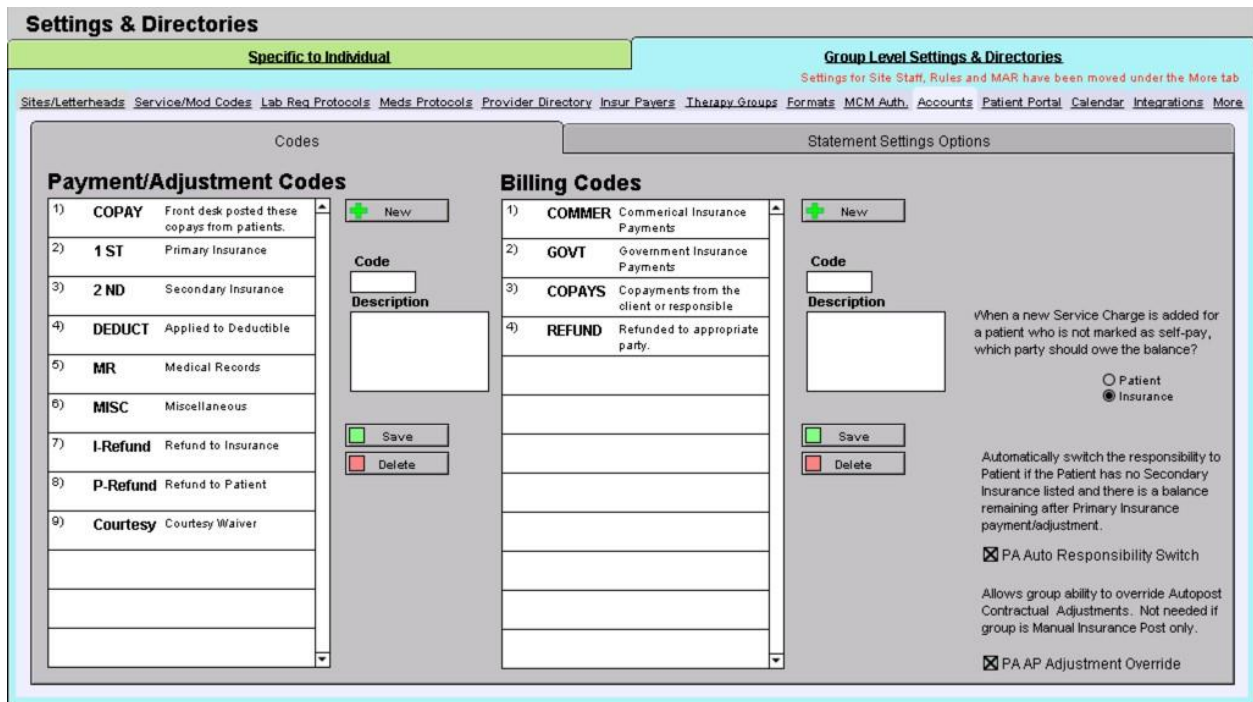 Settings & Directories
Specific to Individual
Group Level Settings & Directories
Settings for Site Staff, Rules and MAR have been moved under the More tab
Sites/Letterheads Service/Mod Codes Lab Req Protocols Meds Protocols Provider Directory Insur Payers Therapy Groups Formats MCM Auth. Accounts Patient Portal Calendar Integrations More
Codes
Statement Settings Options
Payment/Adjustment Codes
1) COPAY Front desk posted these
copays from patients.
2) 1 ST Primary Insurance
3) 2 ND Secondary Insurance
4) DEDUCT Applied to Deductible
5) MR Medical Records
6) MISC Miscellaneous
7) I-Refund Refund to Insurance
8) P-Refund Refund to Patient
9) Courtesy Courtesy Waiver
New
Code
Description
Save
Delete
Billing Codes
1) COMMER Commerical Insurance
Payments
2) GOVT Government Insurance
Payments
3) COPAYS Copayments from the
client or responsible
4) REFUND Refunded to appropriate
party.
New
Code
Description
Save
Delete
When a new Service Charge is added for
a patient who is not marked as self-pay,
which party should owe the balance?
Patient
Insurance
Automatically switch the responsibility to
Patient if the Patient has no Secondary
Insurance listed and there is a balance
remaining after Primary Insurance
payment/adjustment.
PA Auto Responsibility Switch
Allows group ability to override Autopost
Contractual Adjustments. Not needed if
group is Manual Insurance Post only.
PA AP Adjustment Override